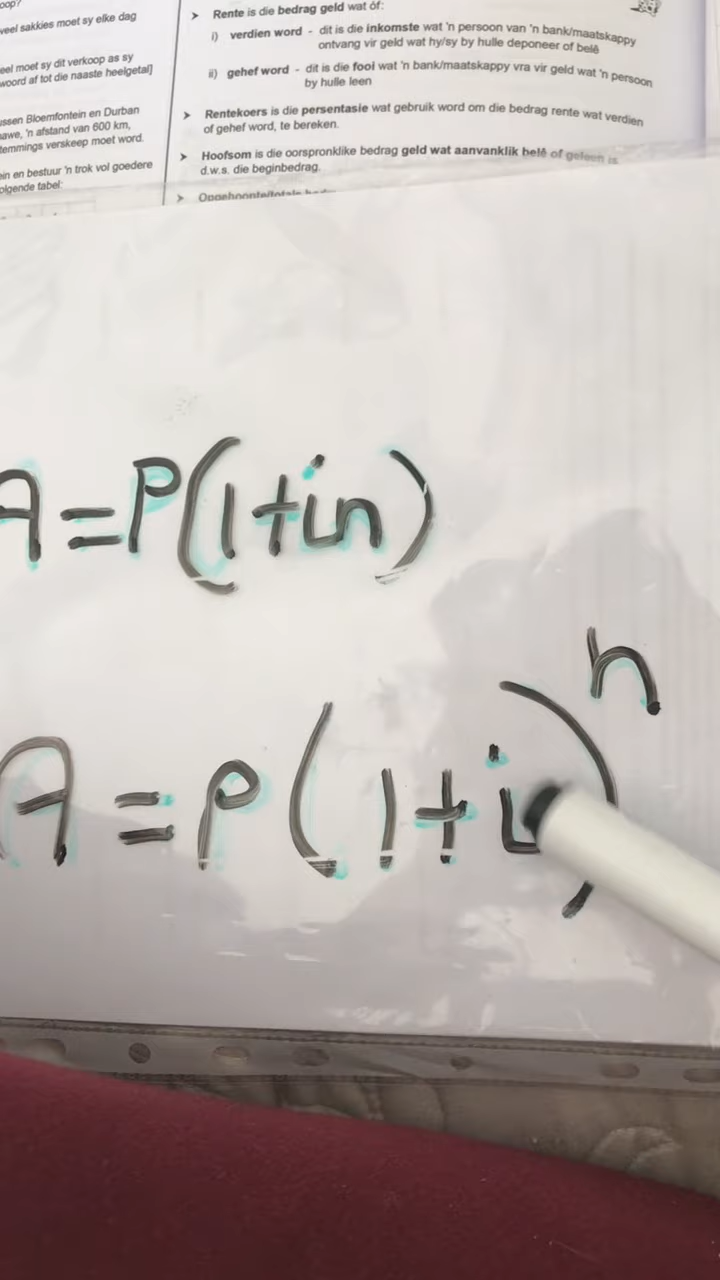 oop?
veel sakkies moet sy elke dag
eel moet sy dit verkoop as sy
woord af tot die naaste heelgetal]
ussen Bloemfontein en Durban
awe, 'n afstand van 600 km,
temmings verskeep moet word.
ein en bestuur 'n trok vol goedere
olgende tabel:
➤ Rente is die bedrag geld wat óf:
i) verdien word - dit is die inkomste wat 'n persoon van 'n bank/maatskappy
ontvang vir geld wat hy/sy by hulle deponeer of belê
ii) gehef word - dit is die fooi wat 'n bank/maatskappy vra vir geld wat 'n persoon
by hulle leen
➤ Rentekoers is die persentasie wat gebruik word om die bedrag rente wat verdien
of gehef word, te bereken.
➤ Hoofsom is die oorspronklike bedrag geld wat aanvanklik belê of geleen is
d.w.s. die beginbedrag.
A=P(1+in)
A=P(1+i)ⁿ